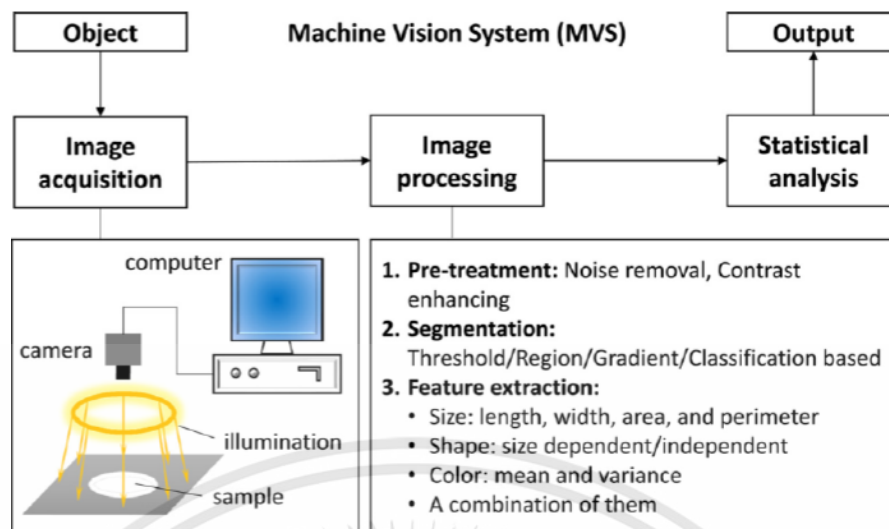 Object
Machine Vision System (MVS)
Output
Image
acquisition
Image
processing
Statistical
analysis
computer
camera
illumination
sample
1. Pre-treatment: Noise removal, Contrast
enhancing
2. Segmentation:
Threshold/Region/Gradient/Classification based
3. Feature extraction:
• Size: length, width, area, and perimeter
• Shape: size dependent/independent
• Color: mean and variance
• A combination of them